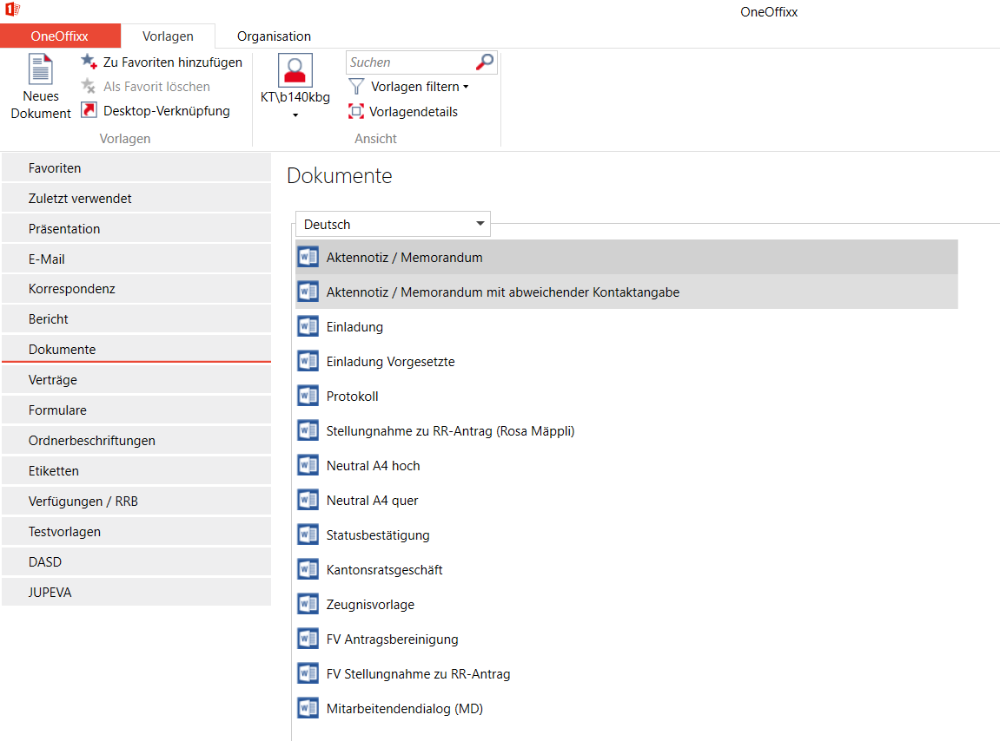 OneOffixx
OneOffixx
Vorlagen
Organisation
Neues
Dokument
Zu Favoriten hinzufügen
Als Favorit löschen
Desktop-Verknüpfung
Vorlagen
KT\b140kbg
Suchen
Vorlagen filtern
Vorlagendetails
Ansicht
Favoriten
Zuletzt verwendet
Präsentation
E-Mail
Korrespondenz
Bericht
Dokumente
Verträge
Formulare
Ordnerbeschriftungen
Etiketten
Verfügungen / RRB
Testvorlagen
DASD
JUPEVA
Dokumente
Deutsch
Aktennotiz / Memorandum
Aktennotiz / Memorandum mit abweichender Kontaktangabe
Einladung
Einladung Vorgesetzte
Protokoll
Stellungnahme zu RR-Antrag (Rosa Mäppli)
Neutral A4 hoch
Neutral A4 quer
Statusbestätigung
Kantonsratsgeschäft
Zeugnisvorlage
FV Antragsbereinigung
FV Stellungnahme zu RR-Antrag
Mitarbeitendendialog (MD)